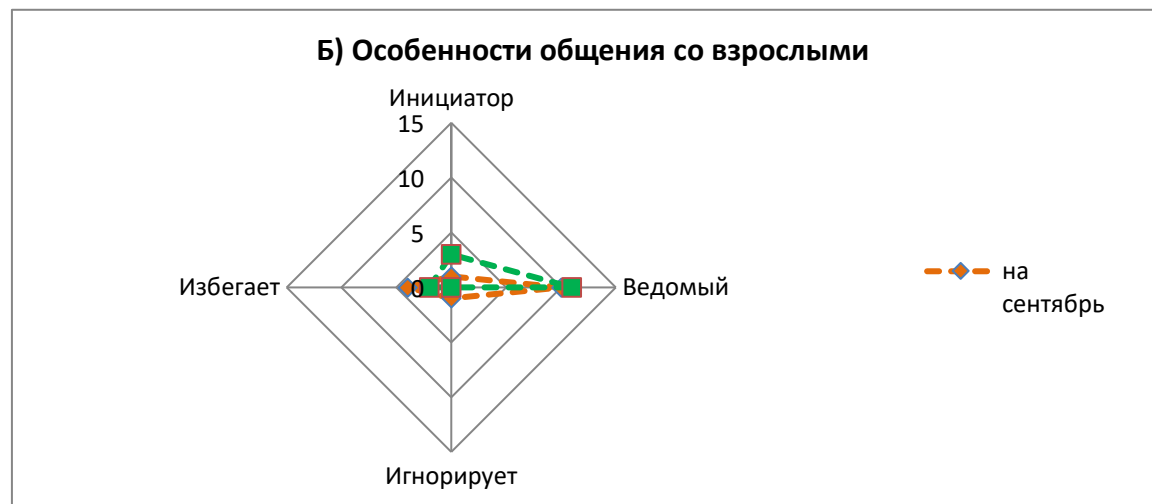 Б) Особенности общения со взрослыми
Инициатор
15
10
5
0
Избегает
Ведомый
Игнорирует
на
сентябрь